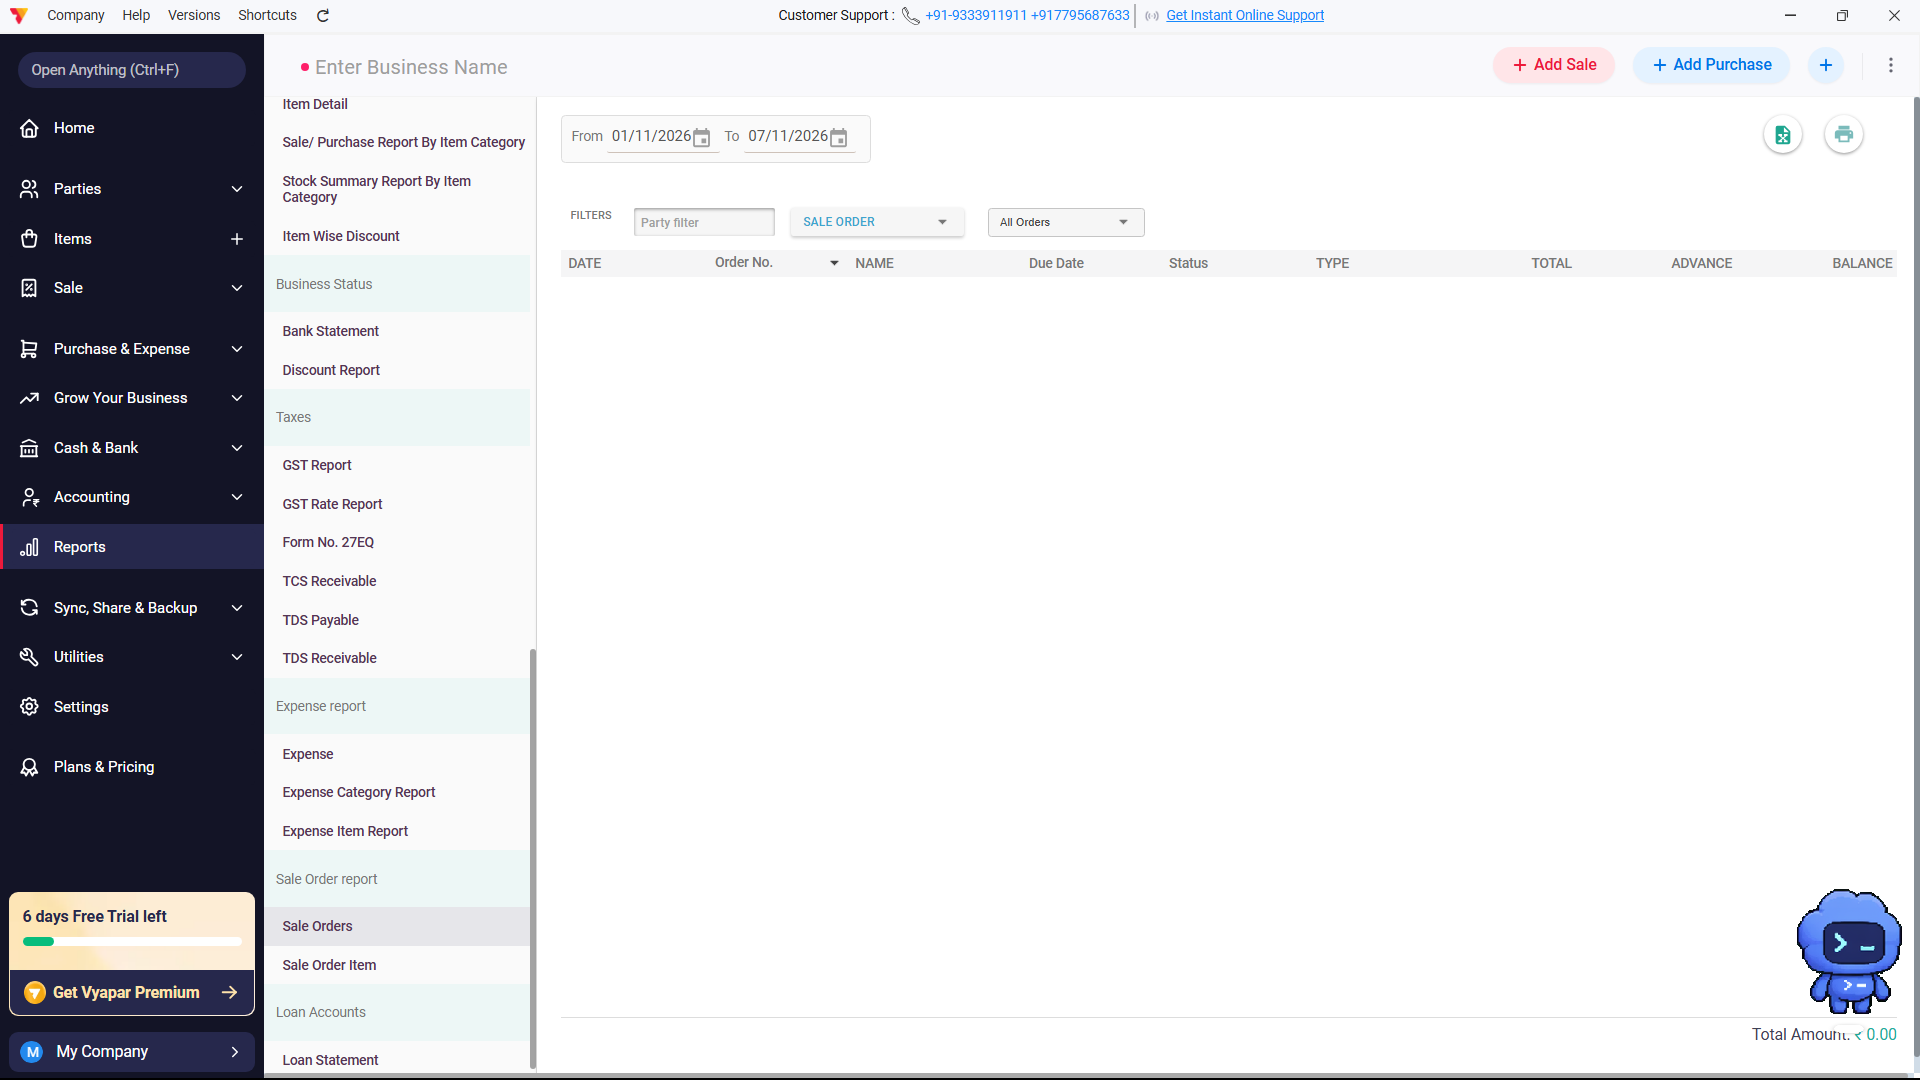 Company Help Versions Shortcuts
Customer Support : +91-9333911911 +917795687633 Get Instant Online Support
Open Anything (Ctrl+F)
Enter Business Name
+ Add Sale
+ Add Purchase
Home
Parties
Items
Sale
Purchase & Expense
Grow Your Business
Cash & Bank
Accounting
Reports
Sync, Share & Backup
Utilities
Settings
Plans & Pricing
6 days Free Trial left
Get Vyapar Premium
M My Company
Item Detail
Sale/ Purchase Report By Item Category
Stock Summary Report By Item
Category
Item Wise Discount
Business Status
Bank Statement
Discount Report
Taxes
GST Report
GST Rate Report
Form No. 27EQ
TCS Receivable
TDS Payable
TDS Receivable
Expense report
Expense
Expense Category Report
Expense Item Report
Sale Order report
Sale Orders
Sale Order Item
Loan Accounts
Loan Statement
From 01/11/2026 To 07/11/2026
FILTERS Party filter SALE ORDER All Orders
DATE Order No. NAME Due Date Status TYPE TOTAL ADVANCE BALANCE
Total Amount: ₹ 0.00